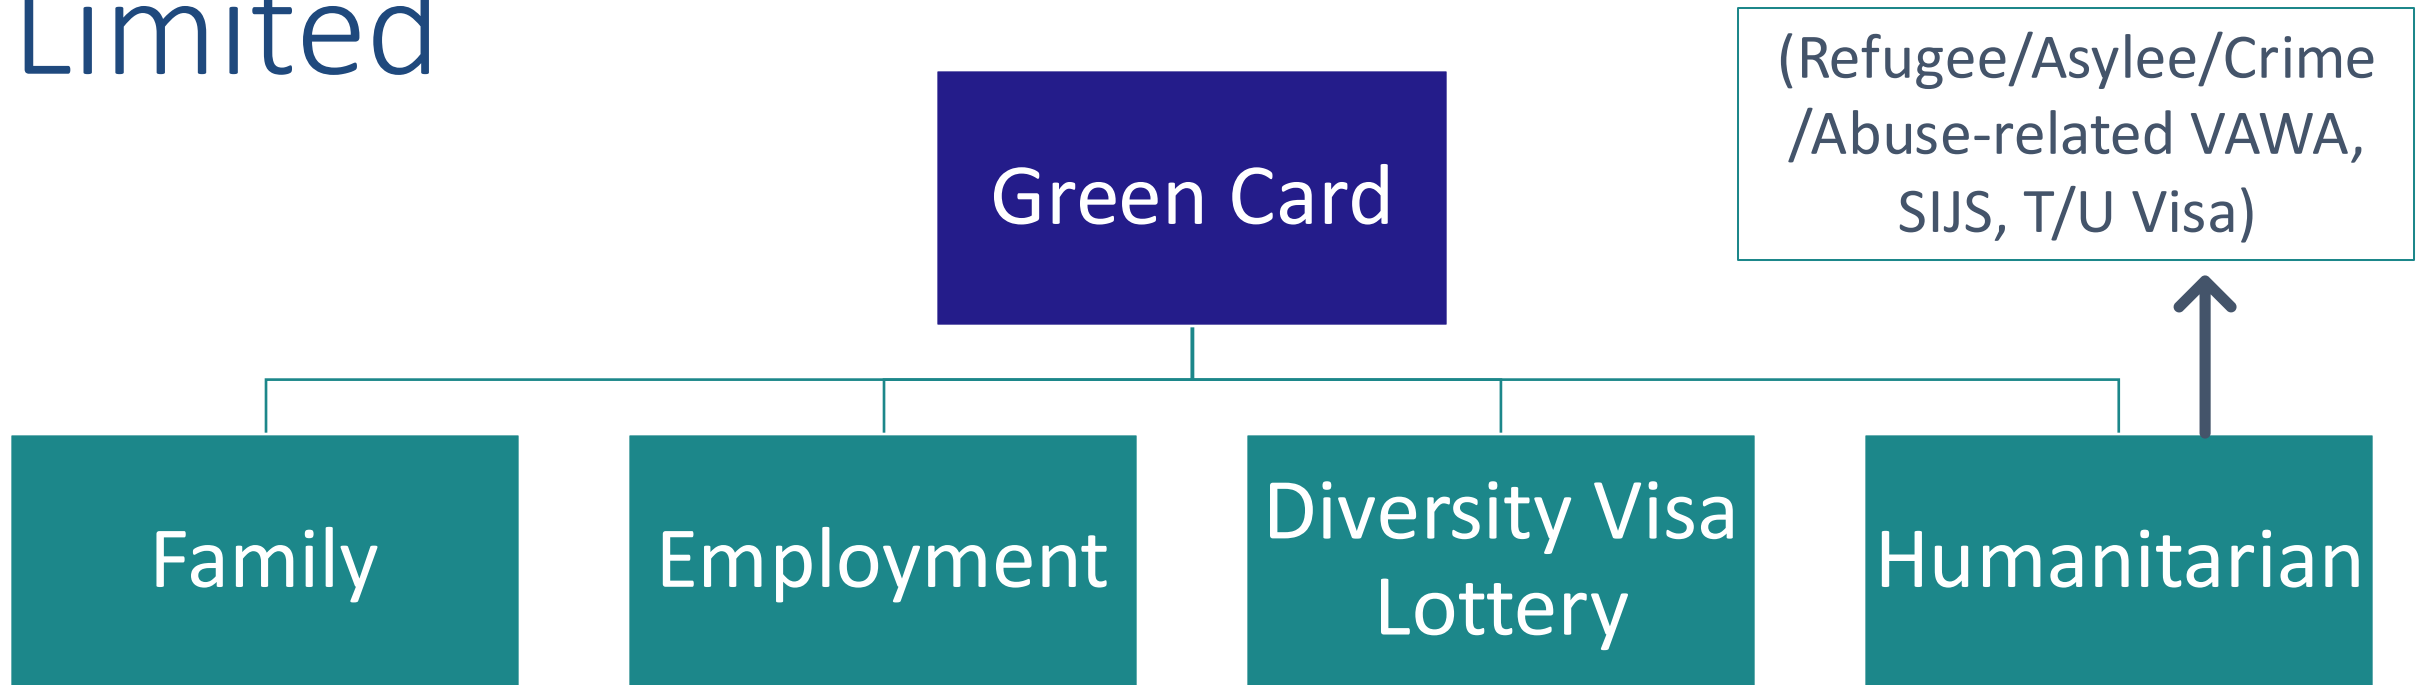 Limited
(Refugee/Asylee/Crime
/Abuse-related VAWA,
SIJS, T/U Visa)
Green Card
Family
Employment
Diversity Visa
Lottery
Humanitarian